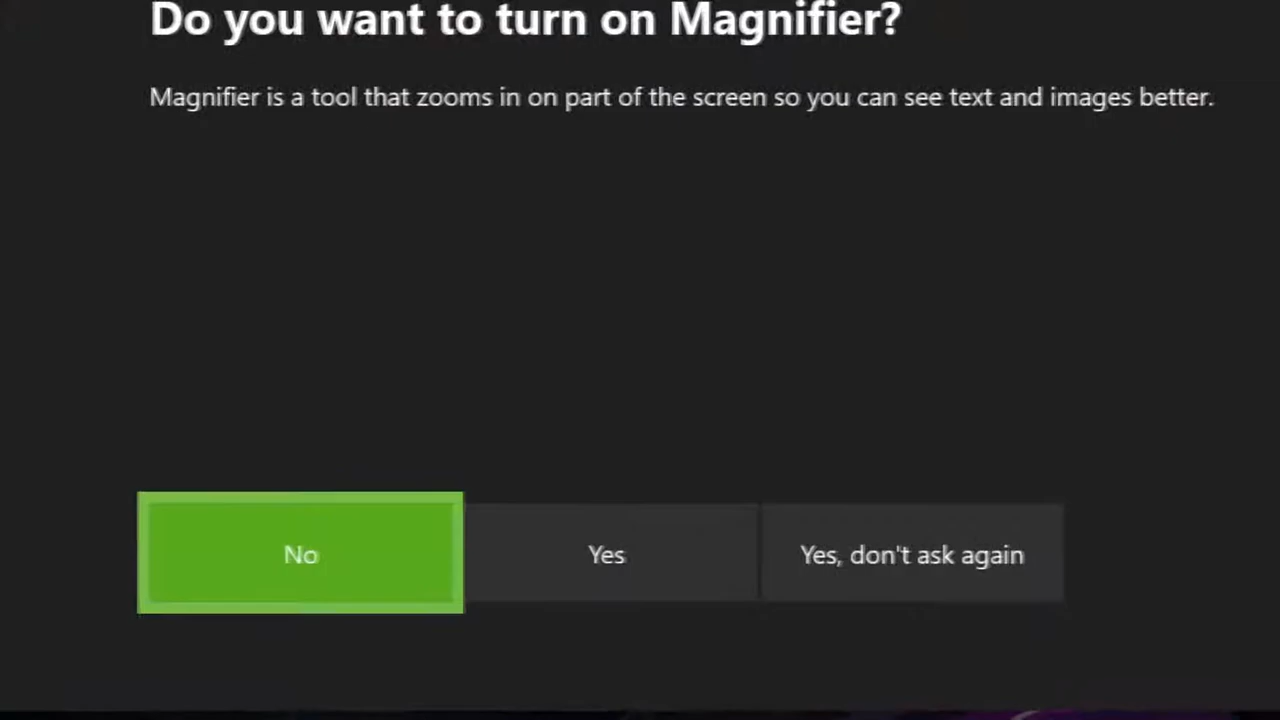 Do you want to turn on Magnifier?
Magnifier is a tool that zooms in on part of the screen so you can see text and images better.
No
Yes
Yes, don't ask again